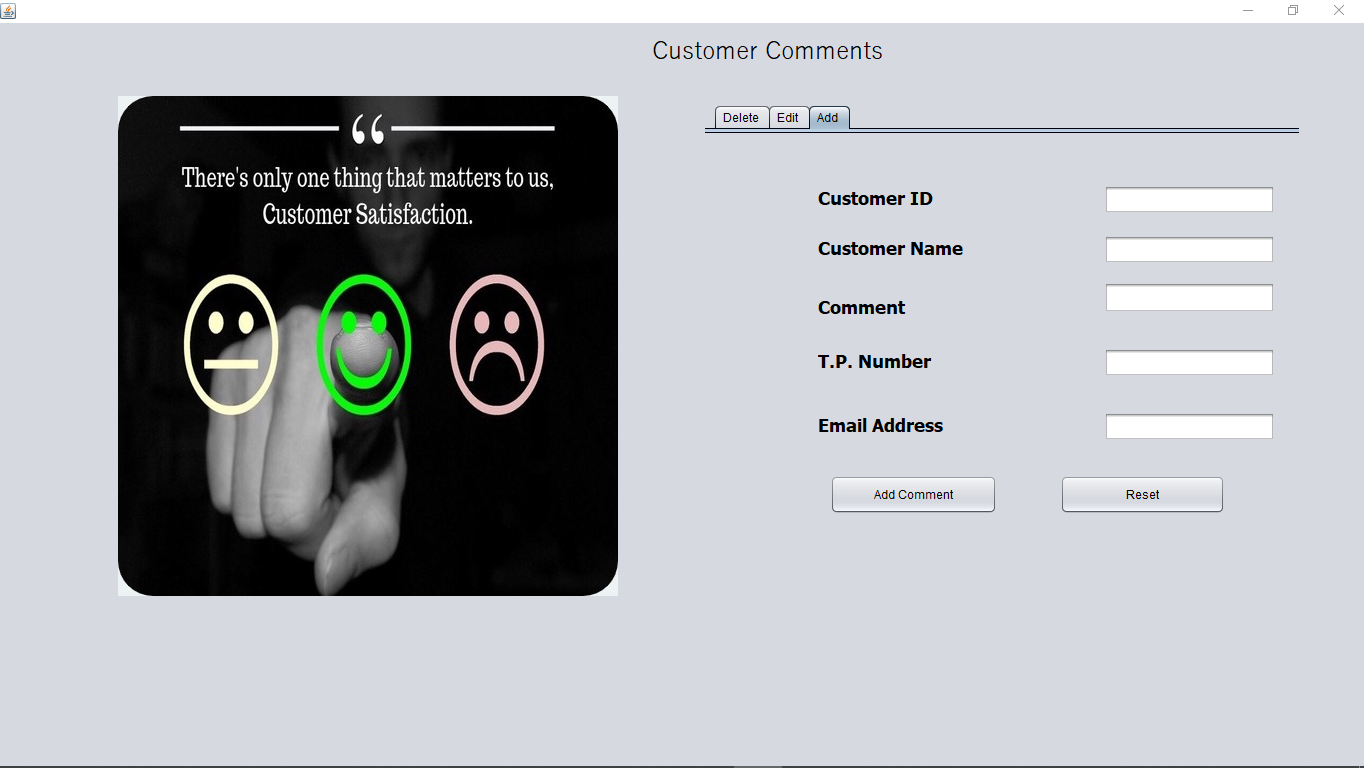 Customer Comments
“
There's only one thing that matters to us,
Customer Satisfaction.
Delete Edit Add
Customer ID
Customer Name
Comment
T.P. Number
Email Address
Add Comment Reset